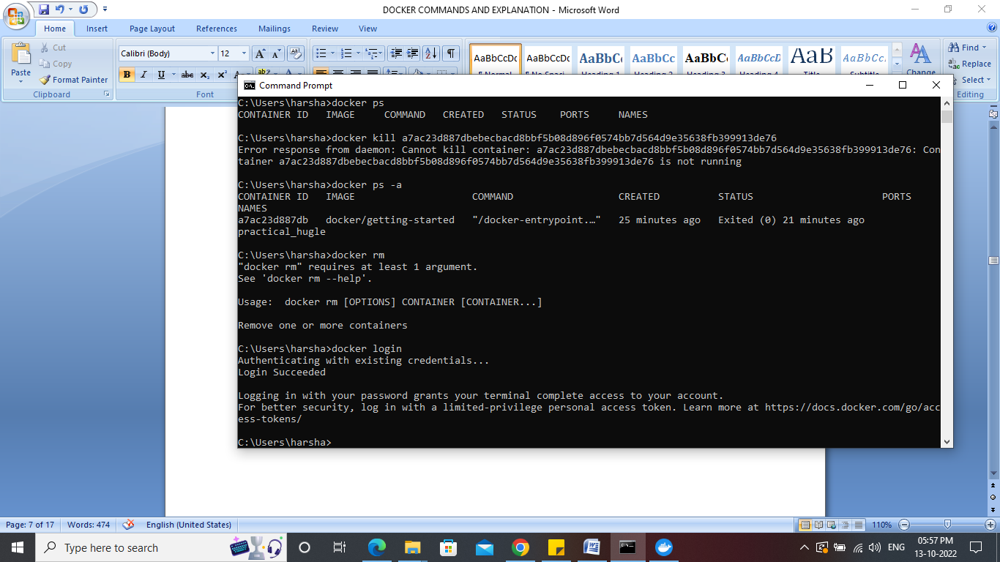 DOCKER COMMANDS AND EXPLANATION - Microsoft Word
Home Insert Page Layout References Mailings Review View
Paste
Cut
Copy
Format Painter
Clipboard
Calibri (Body) 12
B I U abc x₂ x²
Font
AaBbCcDc AaBbCcDc AaBbC AaBbCc AaBbC AaBbCcD AaB AaBbCc.
¶ Normal ¶ No Spaci... Heading 1 Heading 2 Heading 3 Heading 4 Title Subtitle
Change
Find
Replace
Select
Editing
Command Prompt
C:\Users\harsha>docker ps
CONTAINER ID   IMAGE     COMMAND   CREATED   STATUS    PORTS     NAMES
C:\Users\harsha>docker kill a7ac23d887dbebecbacd8bbf5b08d896f0574bb7d564d9e35638fb399913de76
Error response from daemon: Cannot kill container: a7ac23d887dbebecbacd8bbf5b08d896f0574bb7d564d9e35638fb399913de76: Con
tainer a7ac23d887dbebecbacd8bbf5b08d896f0574bb7d564d9e35638fb399913de76 is not running
C:\Users\harsha>docker ps -a
CONTAINER ID   IMAGE                    COMMAND                  CREATED          STATUS                      PORTS
NAMES
a7ac23d887db   docker/getting-started   "/docker-entrypoint.…"   25 minutes ago   Exited (0) 21 minutes ago
practical_hugle
C:\Users\harsha>docker rm
"docker rm" requires at least 1 argument.
See 'docker rm --help'.
Usage:  docker rm [OPTIONS] CONTAINER [CONTAINER...]
Remove one or more containers
C:\Users\harsha>docker login
Authenticating with existing credentials...
Login Succeeded
Logging in with your password grants your terminal complete access to your account.
For better security, log in with a limited-privilege personal access token. Learn more at https://docs.docker.com/go/acc
ess-tokens/
C:\Users\harsha>
Page: 7 of 17 Words: 474 English (United States) 110%
Type here to search
ENG
05:57 PM
13-10-2022